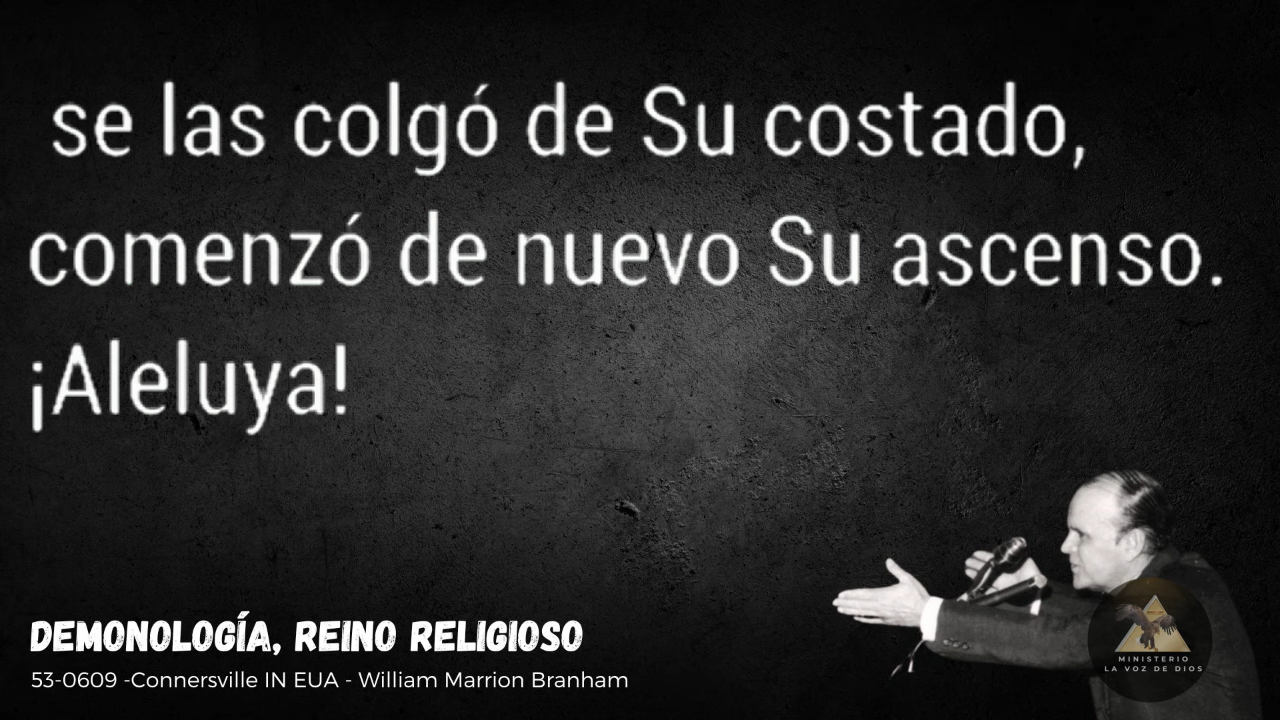 se las colgó de Su costado,
comenzó de nuevo Su ascenso.
¡Aleluya!
DEMONOLOGÍA, REINO RELIGIOSO
53-0609 -Connersville IN EUA - William Marrion Branham
MINISTERIO
LA VOZ DE DIOS